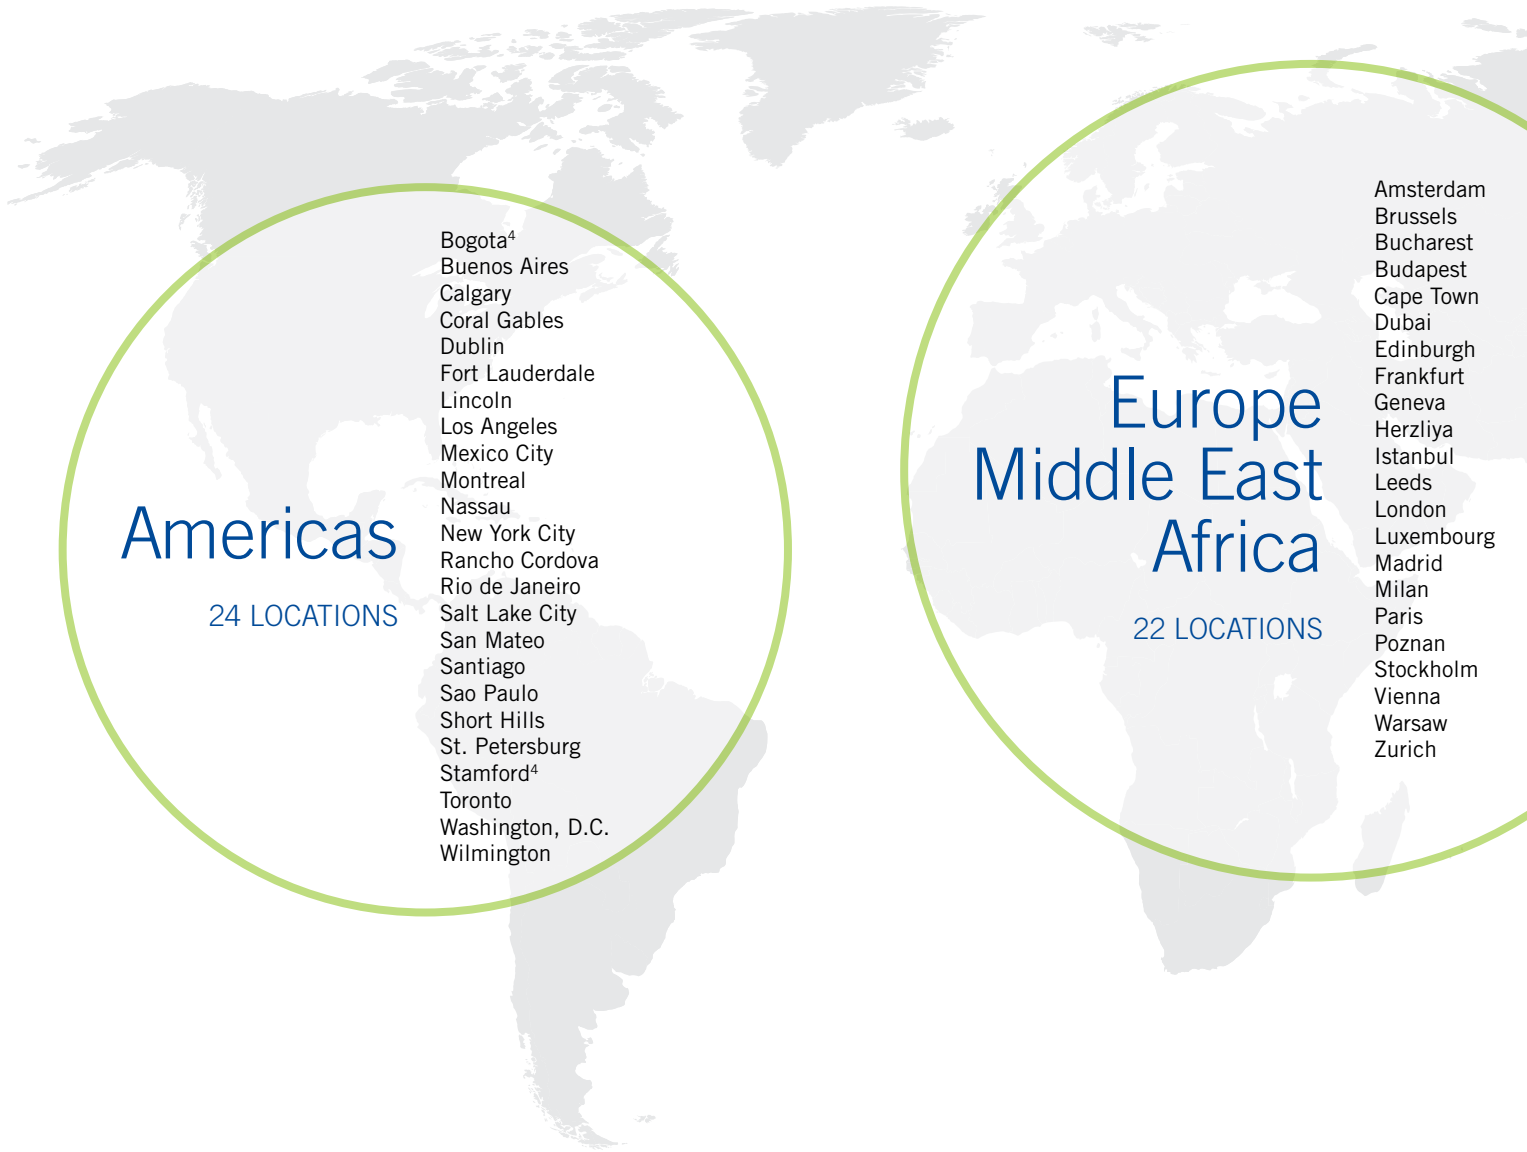 Americas
24 LOCATIONS
Bogota⁴
Buenos Aires
Calgary
Coral Gables
Dublin
Fort Lauderdale
Lincoln
Los Angeles
Mexico City
Montreal
Nassau
New York City
Rancho Cordova
Rio de Janeiro
Salt Lake City
San Mateo
Santiago
Sao Paulo
Short Hills
St. Petersburg
Stamford⁴
Toronto
Washington, D.C.
Wilmington
Europe
Middle East
Africa
22 LOCATIONS
Amsterdam
Brussels
Bucharest
Budapest
Cape Town
Dubai
Edinburgh
Frankfurt
Geneva
Herzliya
Istanbul
Leeds
London
Luxembourg
Madrid
Milan
Paris
Poznan
Stockholm
Vienna
Warsaw
Zurich